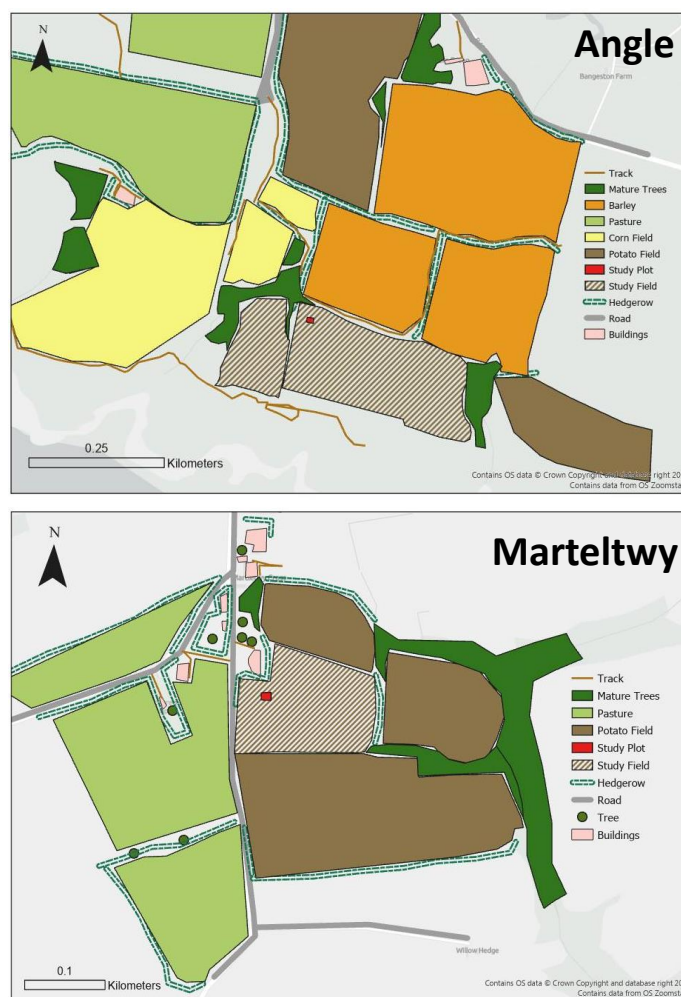 Angle
N
Bangeston Farm
Track
Mature Trees
Barley
Pasture
Corn Field
Potato Field
Study Plot
Study Field
Hedgerow
Road
Buildings
0.25
Kilometers
Contains OS data © Crown Copyright and database right 20
Contains data from OS Zoomsta
Marteltwy
N
Track
Mature Trees
Pasture
Potato Field
Study Plot
Study Field
Hedgerow
Road
Tree
Buildings
Willow Hedge
0.1
Kilometers
Contains OS data © Crown Copyright and database right 20
Contains data from OS Zoomsta